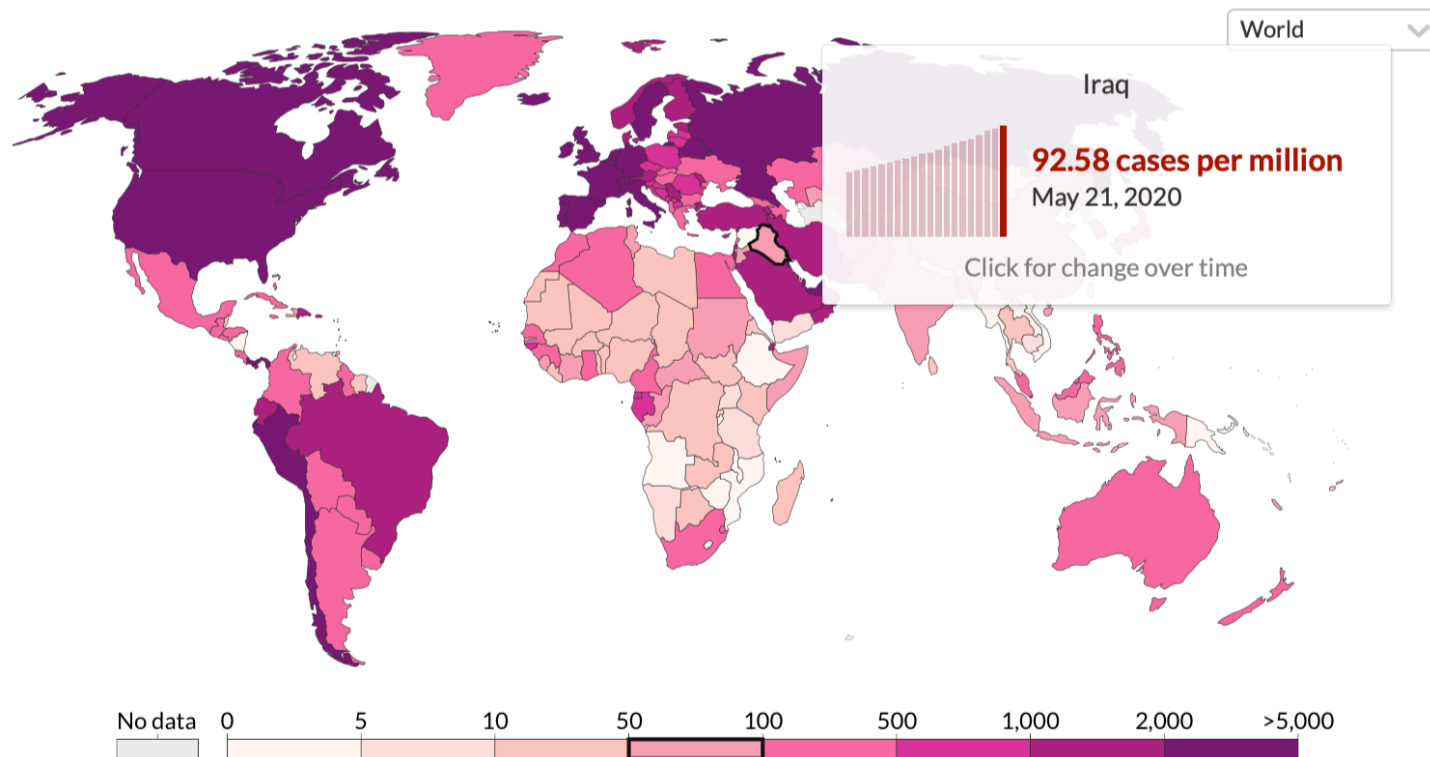 World
Iraq
92.58 cases per million
May 21, 2020
Click for change over time
No data 0 5 10 50 100 500 1,000 2,000 >5,000